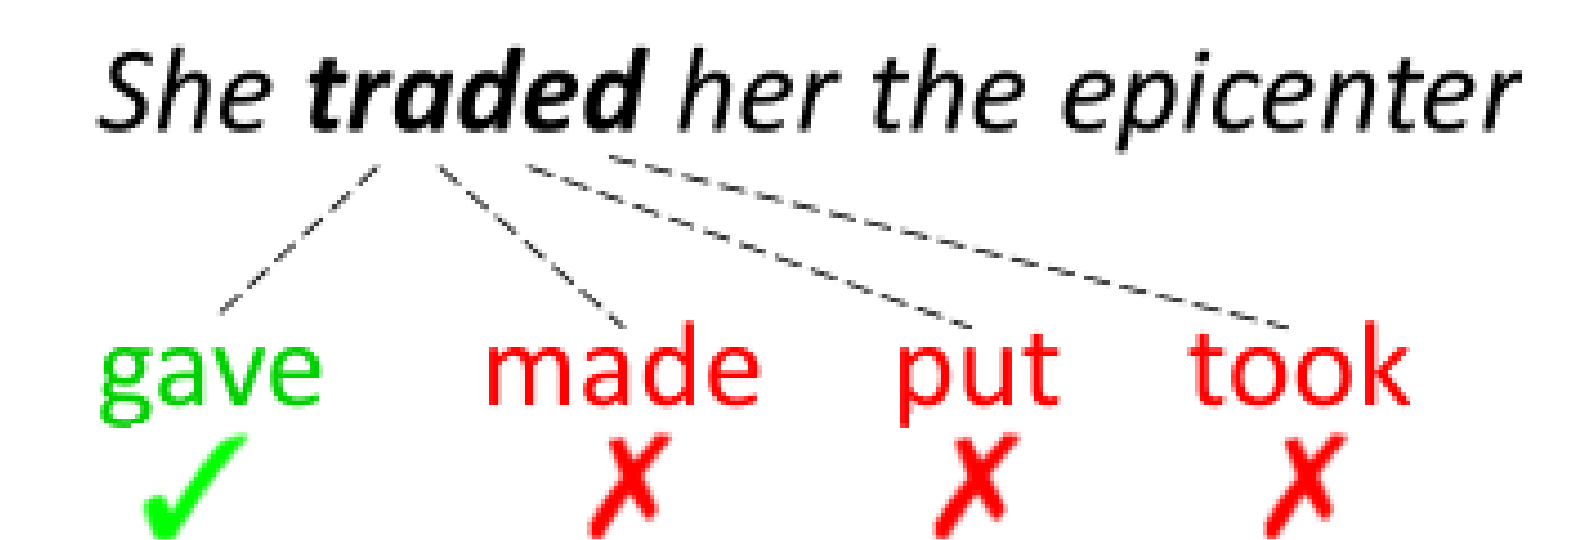 She traded her the epicenter
gave made put took
✓ ✗ ✗ ✗